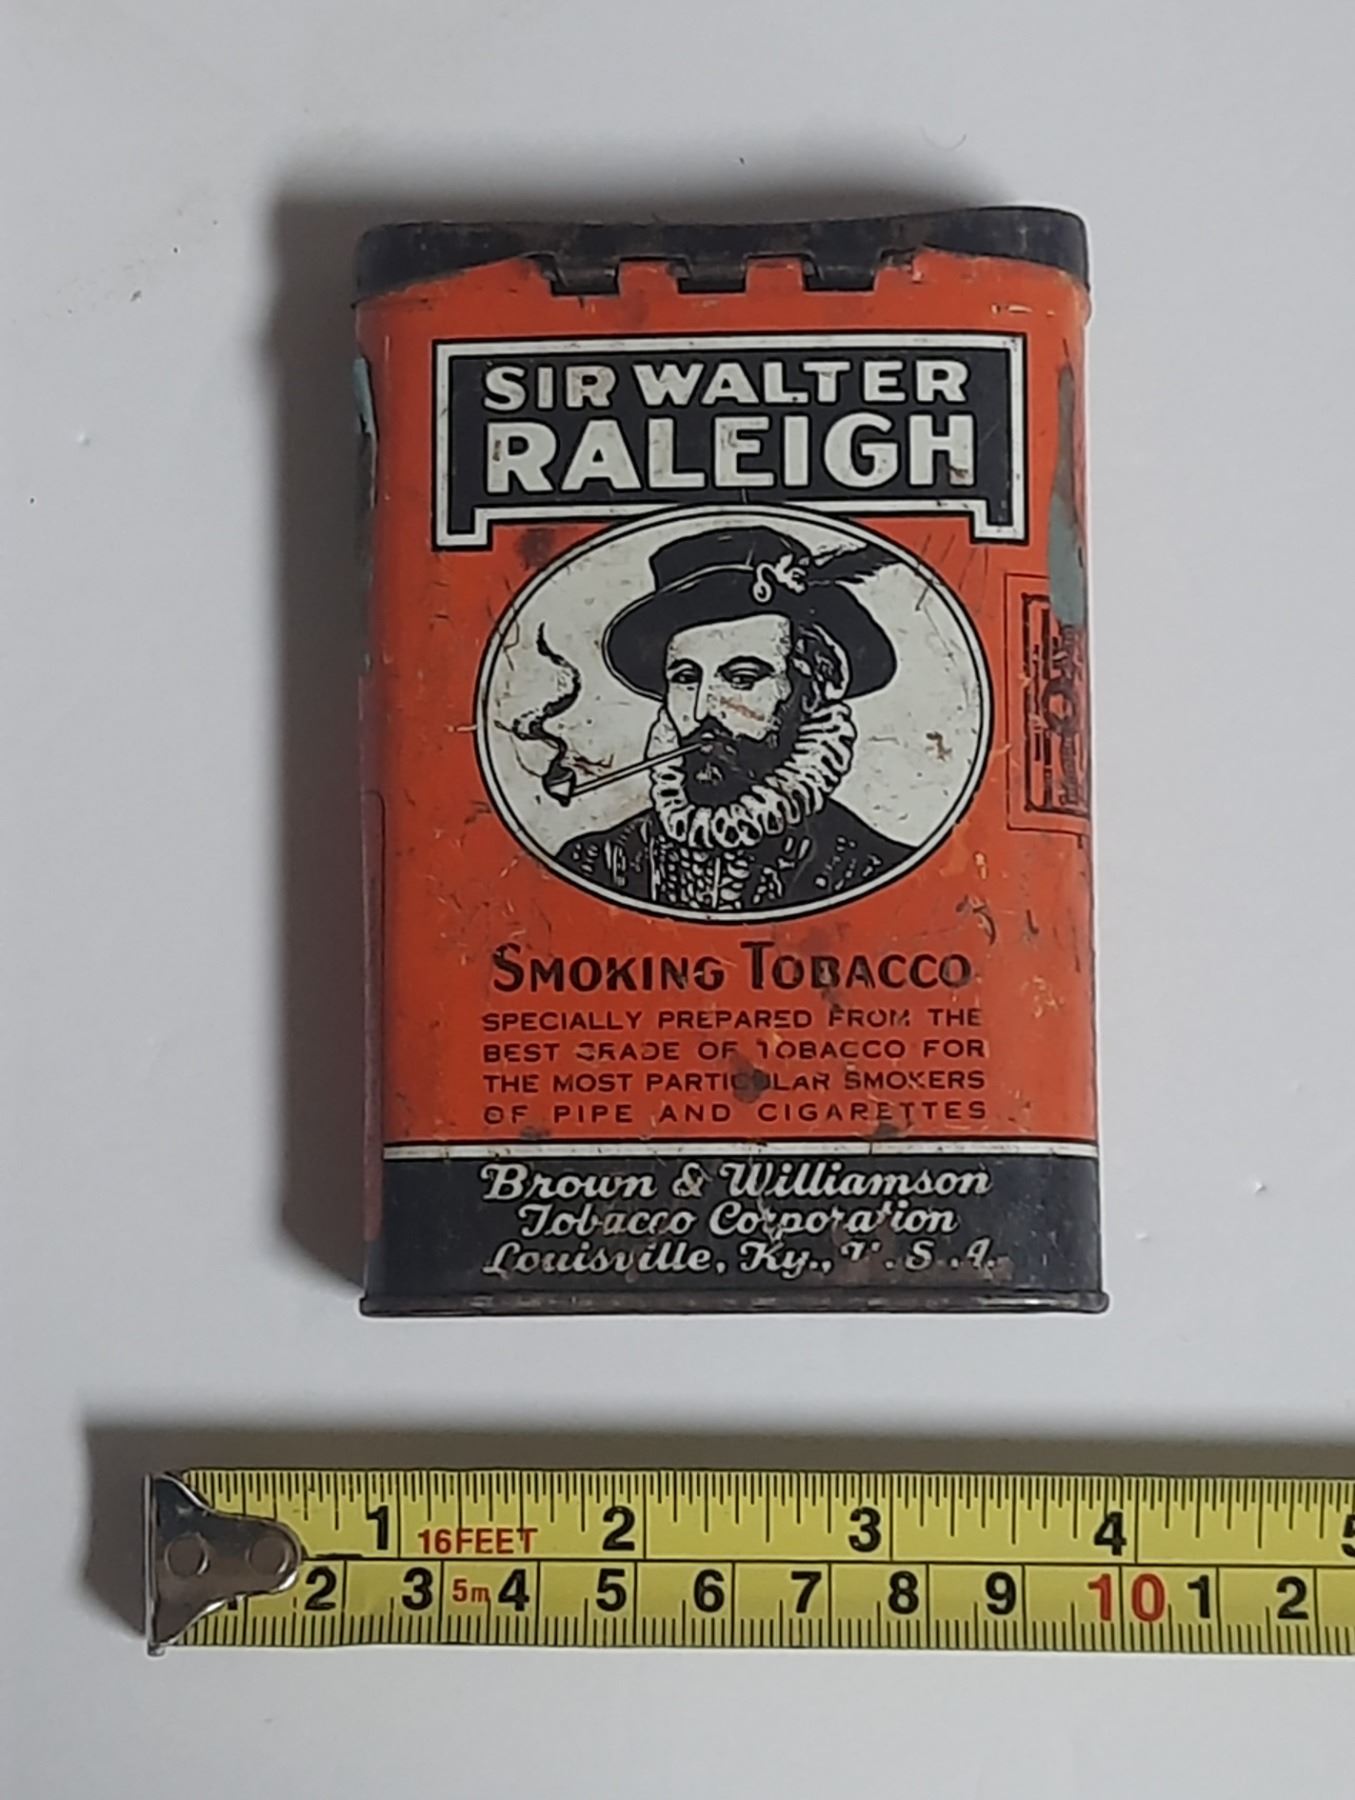 SIR WALTER
RALEIGH
SMOKING TOBACCO
SPECIALLY PREPARED FROM THE
BEST GRADE OF TOBACCO FOR
THE MOST PARTICULAR SMOKERS
OF PIPE AND CIGARETTES
Brown & Williamson
Tobacco Corporation
Louisville, Ky., U.S.A.
1 16FEET 2 3 4 5
1 2 3 5m 4 5 6 7 8 9 10 1 2